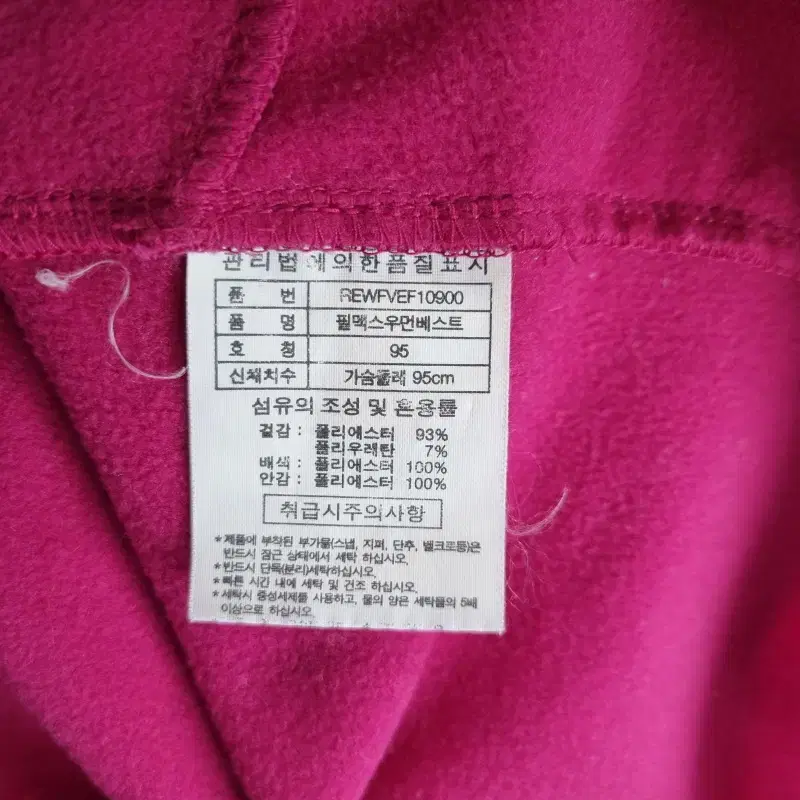 관리법에의한품질표시
품 번 REWFVEF10900
품 명 필맥스우먼베스트
호 칭 95
신체치수 가슴둘레 95cm
섬유의 조성 및 혼용률
겉감 : 폴리에스터 93%
폴리우레탄 7%
배색 : 폴리에스터 100%
안감 : 폴리에스터 100%
취급시주의사항
*제품에 부착된 부가물(스냅, 지퍼, 단추, 벨크로등)은
반드시 잠근 상태에서 세탁 하십시오.
*반드시 단독(분리)세탁하십시오.
*빠른 시간 내에 세탁 및 건조 하십시오.
*세탁시 중성세제를 사용하고, 물의 양은 세탁물의 5배
이상으로 하십시오.